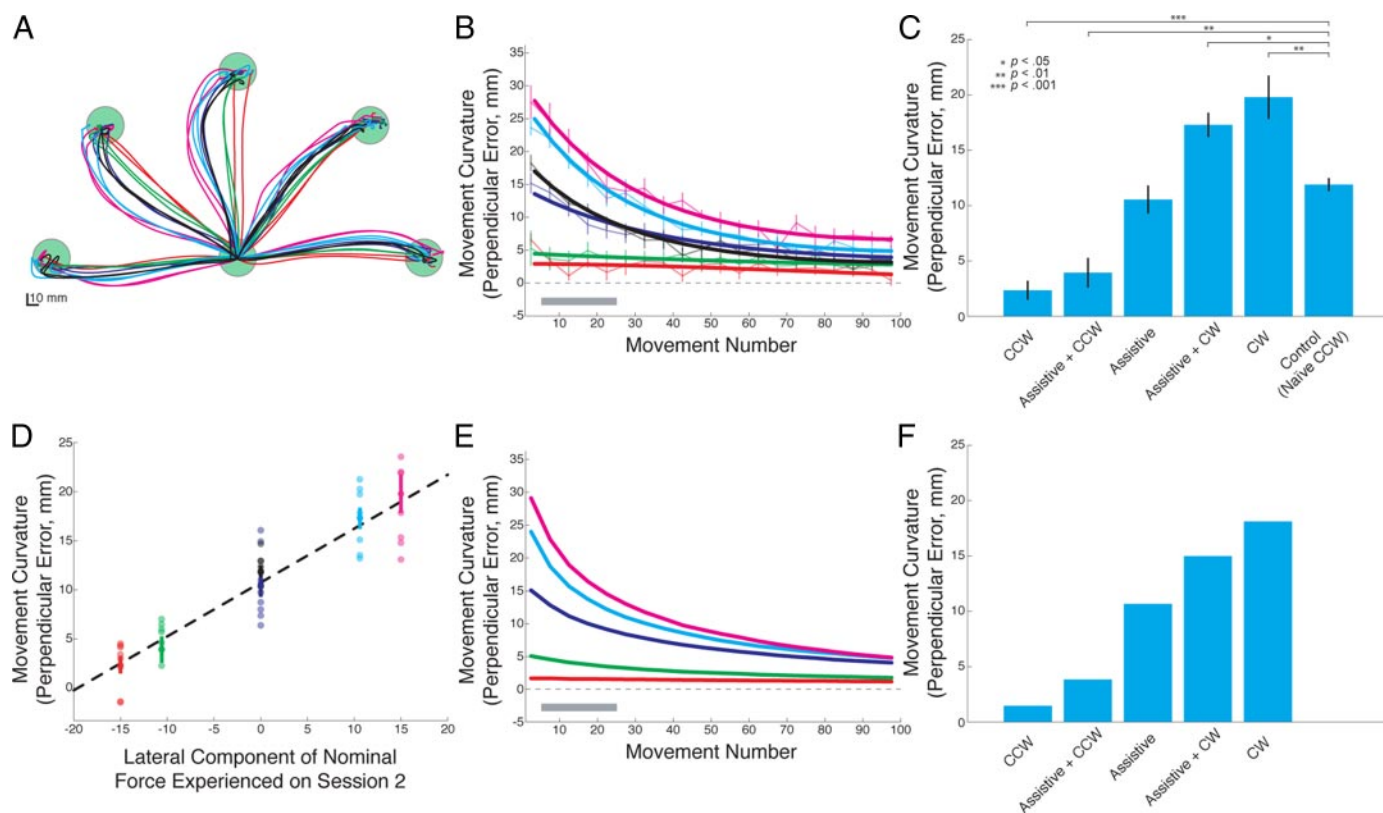 A
10 mm
B
Movement Curvature
(Perpendicular Error, mm)
35
30
25
20
15
10
5
0
-5
10 20 30 40 50 60 70 80 90 100
Movement Number
C
Movement Curvature
(Perpendicular Error, mm)
25
20
15
10
5
0
***
**
*
**
* p < .05
** p < .01
*** p < .001
CCW
Assistive + CCW
Assistive
Assistive + CW
CW
Control
(Naïve CCW)
D
Movement Curvature
(Perpendicular Error, mm)
25
20
15
10
5
0
-20 -15 -10 -5 0 5 10 15 20
Lateral Component of Nominal
Force Experienced on Session 2
E
Movement Curvature
(Perpendicular Error, mm)
35
30
25
20
15
10
5
0
-5
10 20 30 40 50 60 70 80 90 100
Movement Number
F
Movement Curvature
(Perpendicular Error, mm)
25
20
15
10
5
0
CCW
Assistive + CCW
Assistive
Assistive + CW
CW